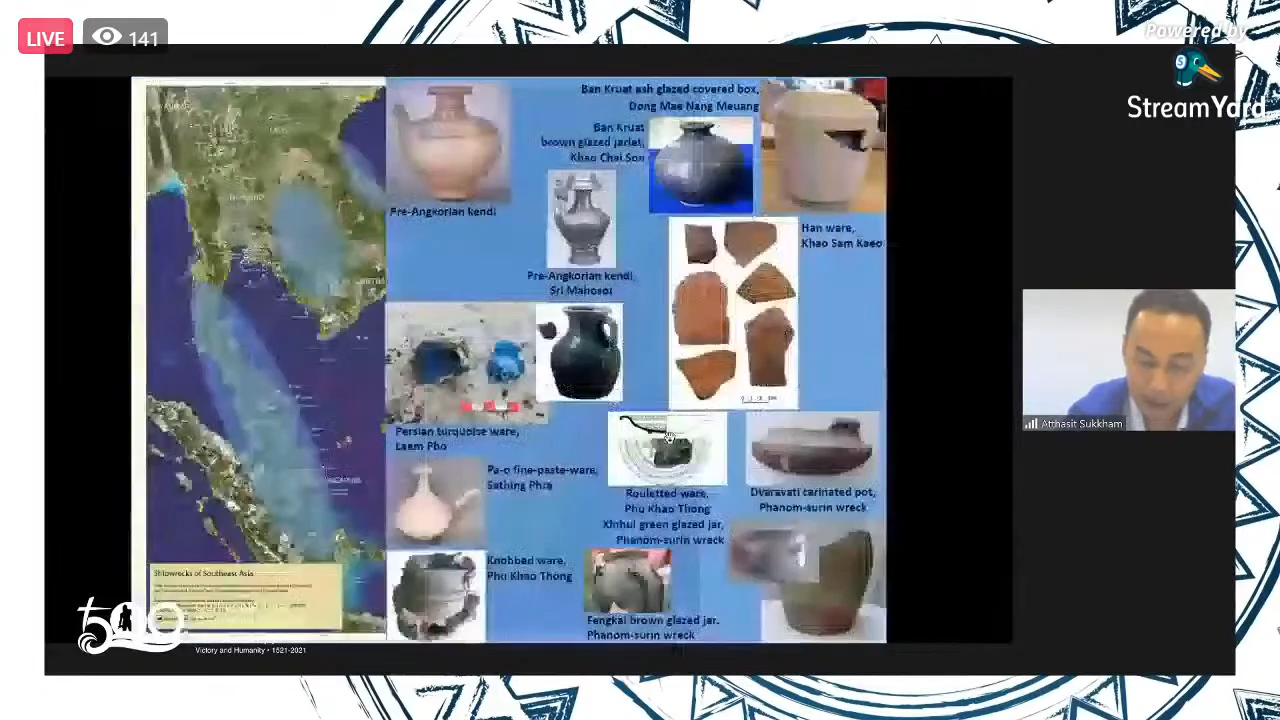 LIVE
141
Powered by
StreamYard
Ban Kruat ash glazed covered box,
Dong Mae Nang Meuang
Ban Kruat
brown glazed jarlet,
Khao Chai Son
Pre-Angkorian kendi
Han ware,
Khao Sam Kaeo
Pre-Angkorian kendi,
Sri Mahosot
Persian turquoise ware,
Laem Pho
Atthasit Sukkham
Pa-o fine-paste-ware,
Sathing Phra
Rouletted ware,
Phu Khao Thong
Dvaravati carinated pot,
Phanom-surin wreck
Xinhui green glazed jar,
Phanom-surin wreck
Knobbed ware,
Phu Khao Thong
Fengkai brown glazed jar.
Phanom-surin wreck
Shipwrecks of Southeast Asia
500
Victory and Humanity • 1521-2021